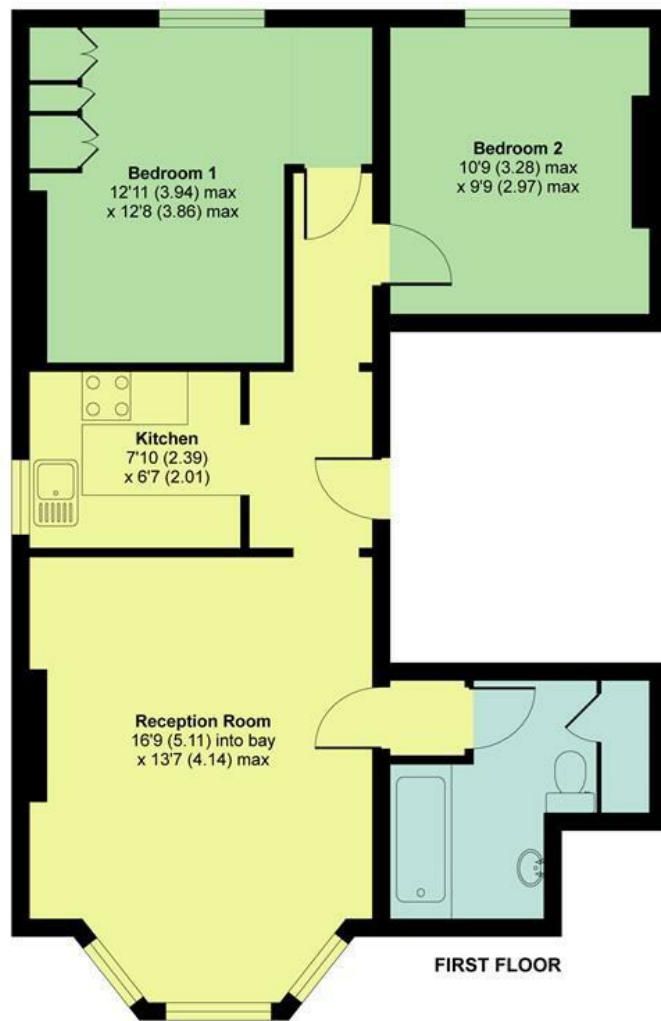 Bedroom 1
12'11 (3.94) max
x 12'8 (3.86) max
Bedroom 2
10'9 (3.28) max
x 9'9 (2.97) max
Kitchen
7'10 (2.39)
x 6'7 (2.01)
Reception Room
16'9 (5.11) into bay
x 13'7 (4.14) max
FIRST FLOOR